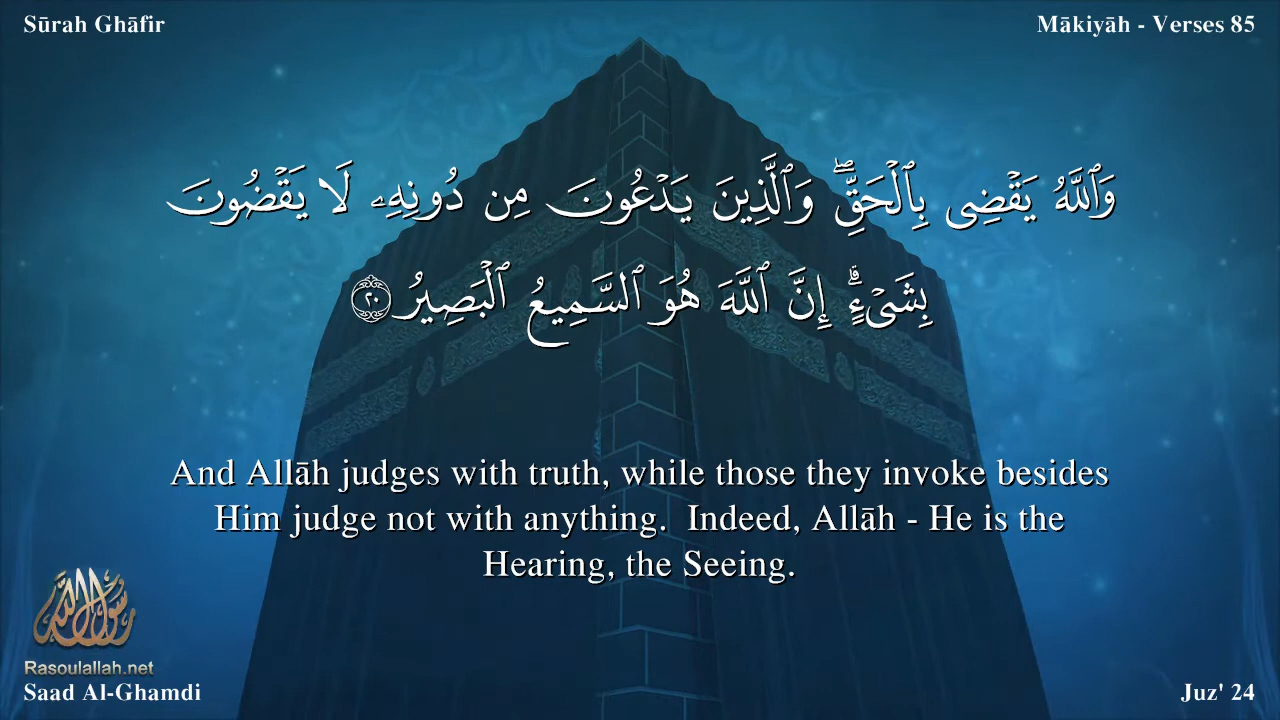 Sūrah Ghāfir
Mākiyāh - Verses 85
وَٱللَّهُ يَقْضِى بِٱلْحَقِّ ۖ وَٱلَّذِينَ يَدْعُونَ مِن دُونِهِۦ لَا يَقْضُونَ
بِشَىْءٍ ۗ إِنَّ ٱللَّهَ هُوَ ٱلسَّمِيعُ ٱلْبَصِيرُ ٢٠
And Allāh judges with truth, while those they invoke besides
Him judge not with anything.  Indeed, Allāh - He is the
Hearing, the Seeing.
رسول الله
Rasoulallah.net
Saad Al-Ghamdi
Juz' 24